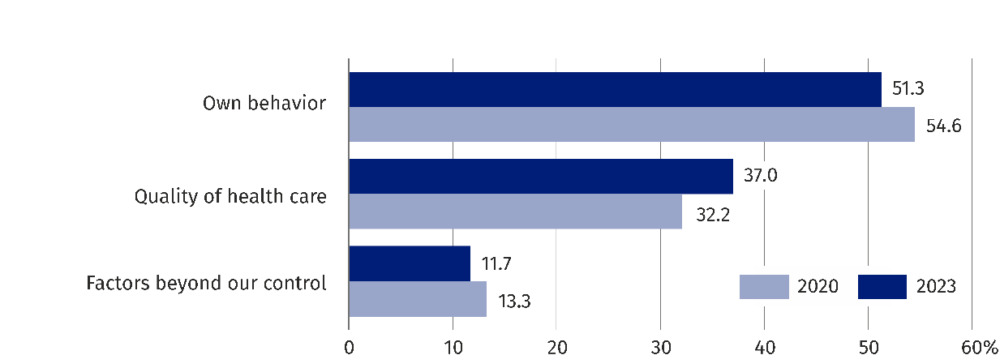 Own behavior
51.3
54.6
Quality of health care
37.0
32.2
Factors beyond our control
11.7
13.3
2020 2023
0 10 20 30 40 50 60%